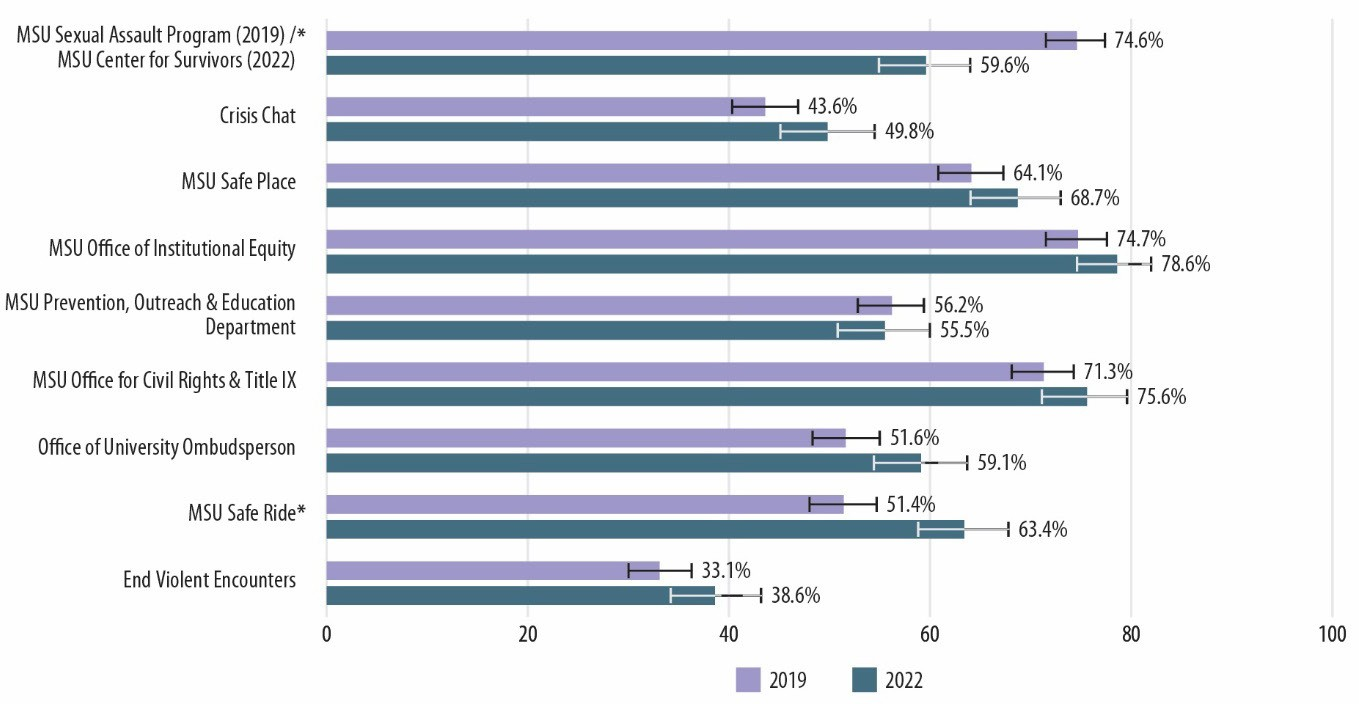 MSU Sexual Assault Program (2019) /*
MSU Center for Survivors (2022)
74.6%
59.6%
Crisis Chat
43.6%
49.8%
MSU Safe Place
64.1%
68.7%
MSU Office of Institutional Equity
74.7%
78.6%
MSU Prevention, Outreach & Education
Department
56.2%
55.5%
MSU Office for Civil Rights & Title IX
71.3%
75.6%
Office of University Ombudsperson
51.6%
59.1%
MSU Safe Ride*
51.4%
63.4%
End Violent Encounters
33.1%
38.6%
0 20 40 60 80 100
2019 2022